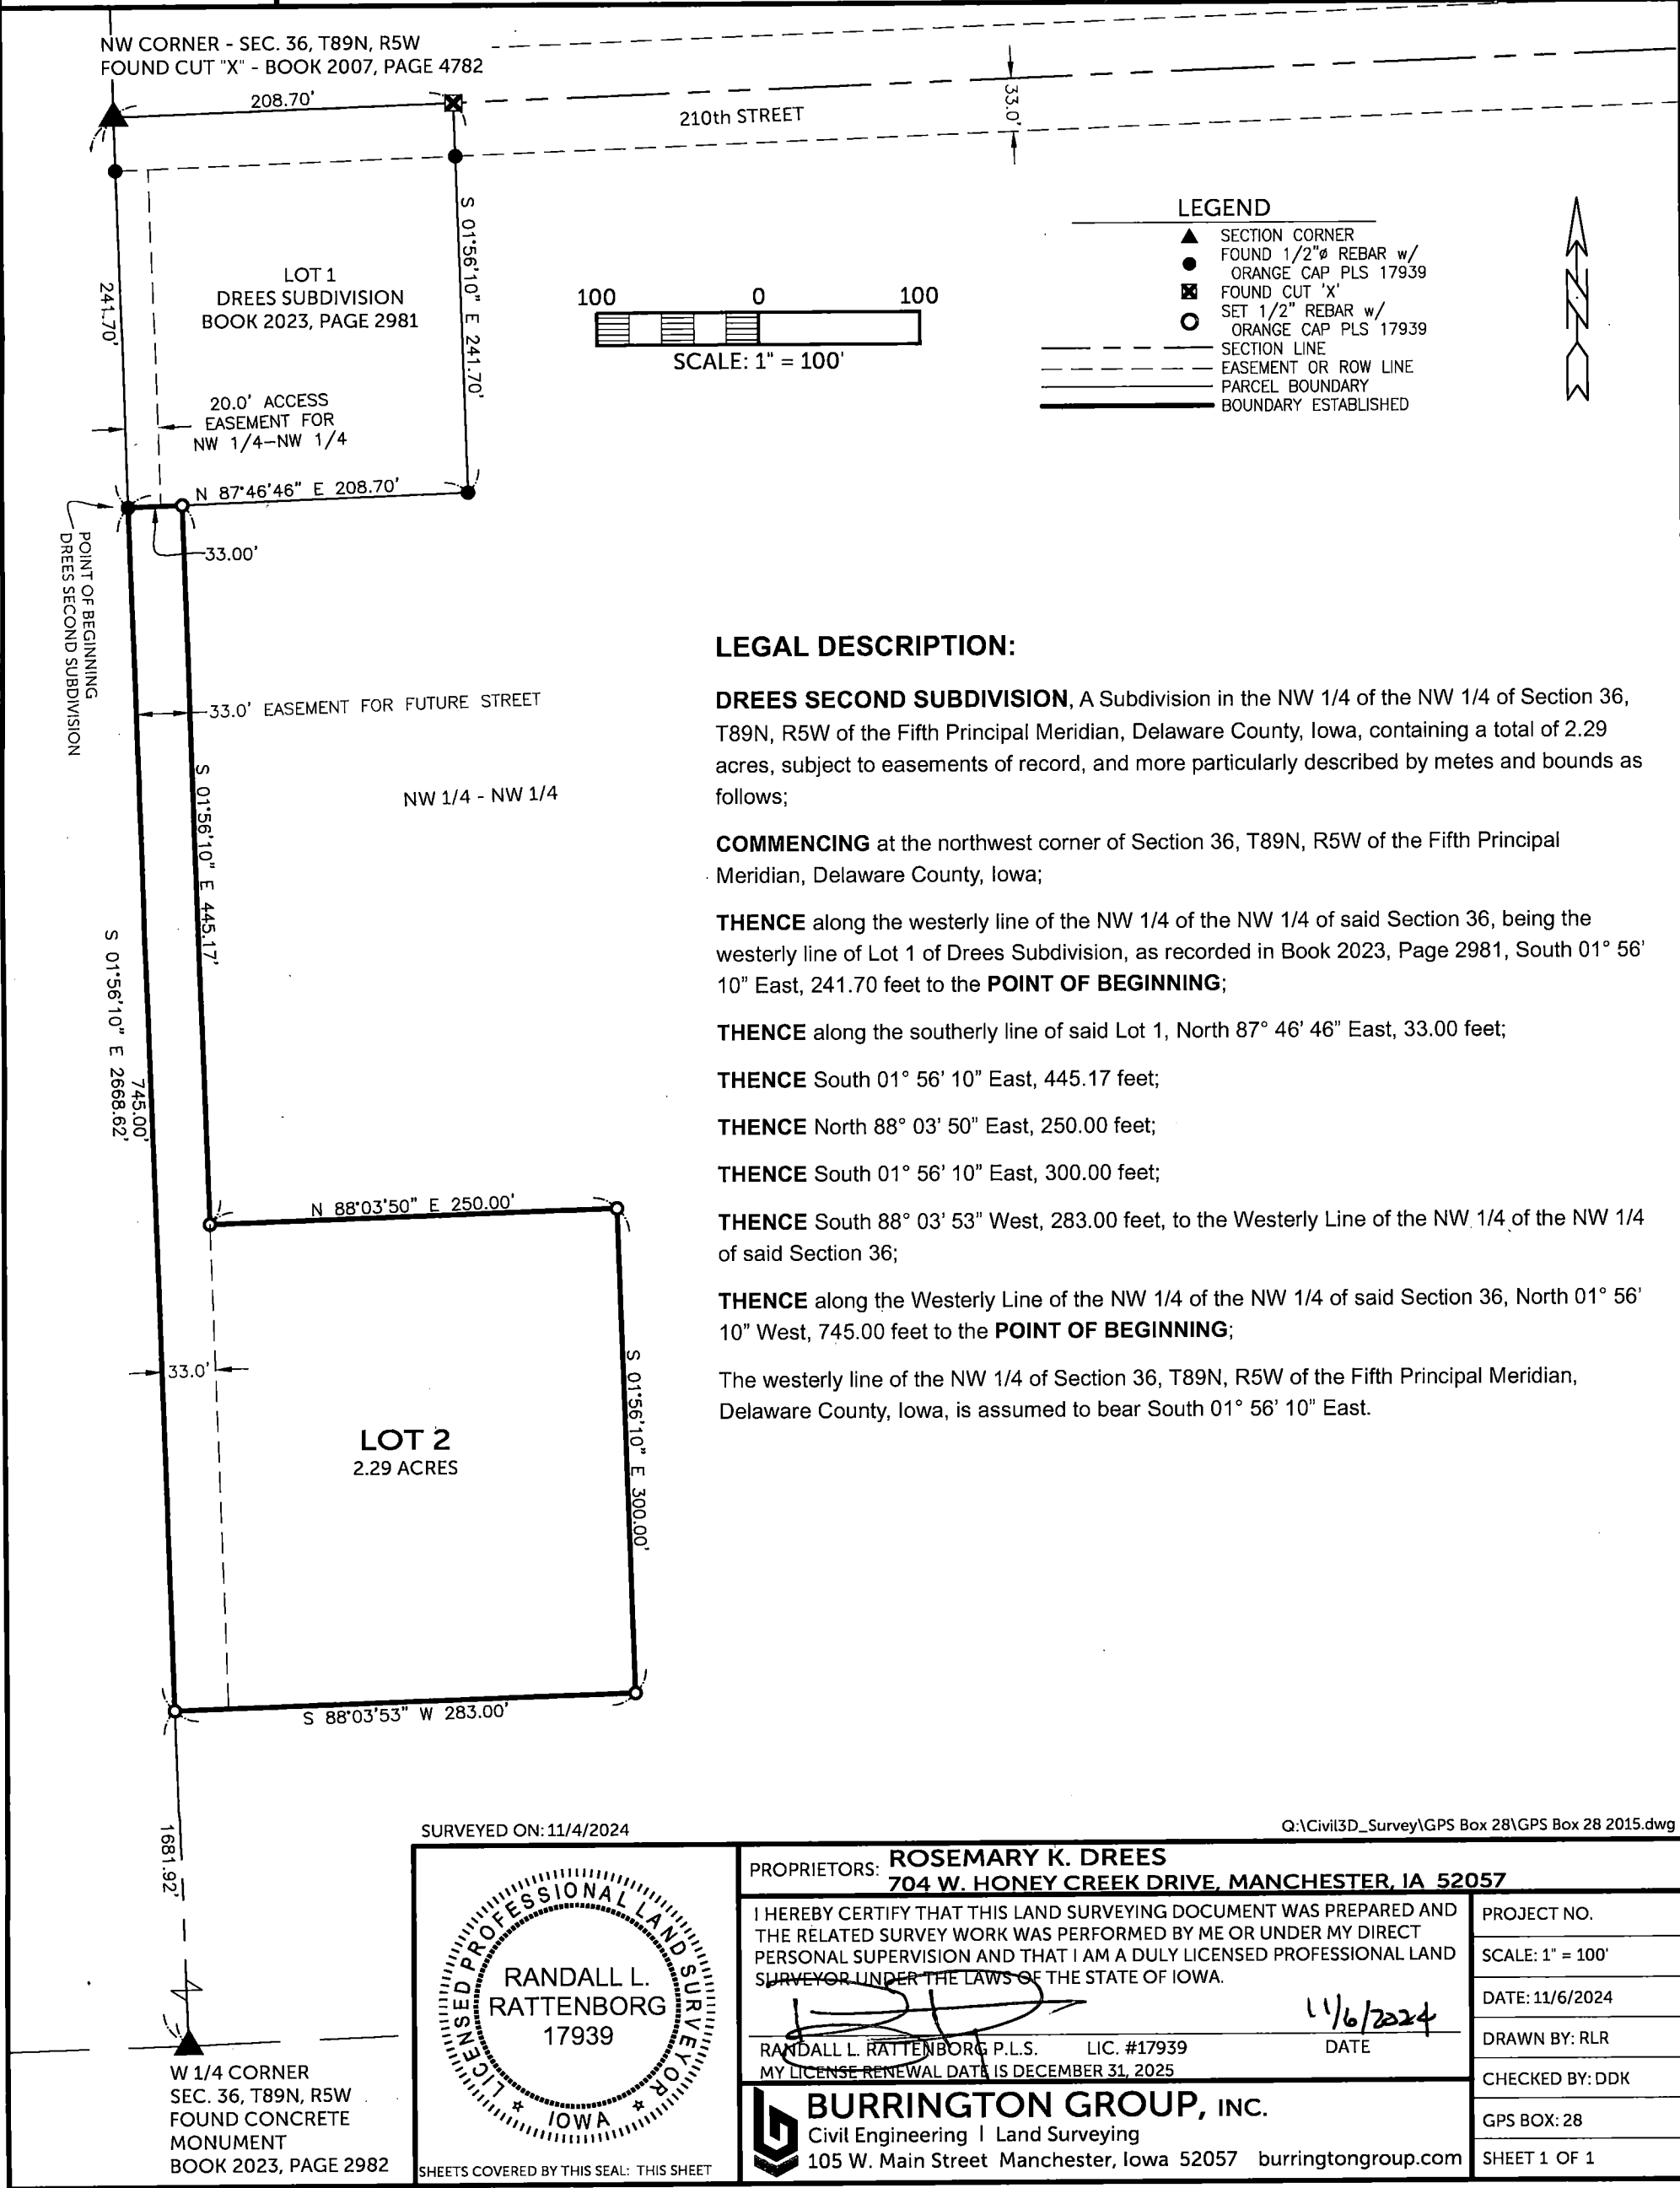 NW CORNER - SEC. 36, T89N, R5W
FOUND CUT "X" - BOOK 2007, PAGE 4782
208.70'
210th STREET
33.0'
S 01°56'10" E 241.70'
241.70'
LOT 1
DREES SUBDIVISION
BOOK 2023, PAGE 2981
20.0' ACCESS
EASEMENT FOR
NW 1/4-NW 1/4
N 87°46'46" E 208.70'
100 0 100
SCALE: 1" = 100'
LEGEND
SECTION CORNER
FOUND 1/2"ø REBAR w/
ORANGE CAP PLS 17939
FOUND CUT 'X'
SET 1/2" REBAR w/
ORANGE CAP PLS 17939
SECTION LINE
EASEMENT OR ROW LINE
PARCEL BOUNDARY
BOUNDARY ESTABLISHED
N
POINT OF BEGINNING
DREES SECOND SUBDIVISION
33.00'
33.0' EASEMENT FOR FUTURE STREET
NW 1/4 - NW 1/4
S 01°56'10" E 445.17'
S 01°56'10" E 2668.62'
745.00'
N 88°03'50" E 250.00'
33.0'
LOT 2
2.29 ACRES
S 01°56'10" E 300.00'
S 88°03'53" W 283.00'
1681.92'
W 1/4 CORNER
SEC. 36, T89N, R5W
FOUND CONCRETE
MONUMENT
BOOK 2023, PAGE 2982
LEGAL DESCRIPTION:
DREES SECOND SUBDIVISION, A Subdivision in the NW 1/4 of the NW 1/4 of Section 36,
T89N, R5W of the Fifth Principal Meridian, Delaware County, Iowa, containing a total of 2.29
acres, subject to easements of record, and more particularly described by metes and bounds as
follows;
COMMENCING at the northwest corner of Section 36, T89N, R5W of the Fifth Principal
Meridian, Delaware County, Iowa;
THENCE along the westerly line of the NW 1/4 of the NW 1/4 of said Section 36, being the
westerly line of Lot 1 of Drees Subdivision, as recorded in Book 2023, Page 2981, South 01° 56'
10" East, 241.70 feet to the POINT OF BEGINNING;
THENCE along the southerly line of said Lot 1, North 87° 46' 46" East, 33.00 feet;
THENCE South 01° 56' 10" East, 445.17 feet;
THENCE North 88° 03' 50" East, 250.00 feet;
THENCE South 01° 56' 10" East, 300.00 feet;
THENCE South 88° 03' 53" West, 283.00 feet, to the Westerly Line of the NW 1/4 of the NW 1/4
of said Section 36;
THENCE along the Westerly Line of the NW 1/4 of the NW 1/4 of said Section 36, North 01° 56'
10" West, 745.00 feet to the POINT OF BEGINNING;
The westerly line of the NW 1/4 of Section 36, T89N, R5W of the Fifth Principal Meridian,
Delaware County, Iowa, is assumed to bear South 01° 56' 10" East.
SURVEYED ON: 11/4/2024
Q:\Civil3D_Survey\GPS Box 28\GPS Box 28 2015.dwg
LICENSED PROFESSIONAL LAND SURVEYOR
RANDALL L.
RATTENBORG
17939
IOWA
SHEETS COVERED BY THIS SEAL: THIS SHEET
PROPRIETORS: ROSEMARY K. DREES
704 W. HONEY CREEK DRIVE, MANCHESTER, IA 52057
I HEREBY CERTIFY THAT THIS LAND SURVEYING DOCUMENT WAS PREPARED AND
THE RELATED SURVEY WORK WAS PERFORMED BY ME OR UNDER MY DIRECT
PERSONAL SUPERVISION AND THAT I AM A DULY LICENSED PROFESSIONAL LAND
SURVEYOR UNDER THE LAWS OF THE STATE OF IOWA.
11/6/2024
RANDALL L. RATTENBORG P.L.S. LIC. #17939 DATE
MY LICENSE RENEWAL DATE IS DECEMBER 31, 2025
BURRINGTON GROUP, INC.
Civil Engineering | Land Surveying
105 W. Main Street Manchester, Iowa 52057 burringtongroup.com
PROJECT NO.
SCALE: 1" = 100'
DATE: 11/6/2024
DRAWN BY: RLR
CHECKED BY: DDK
GPS BOX: 28
SHEET 1 OF 1